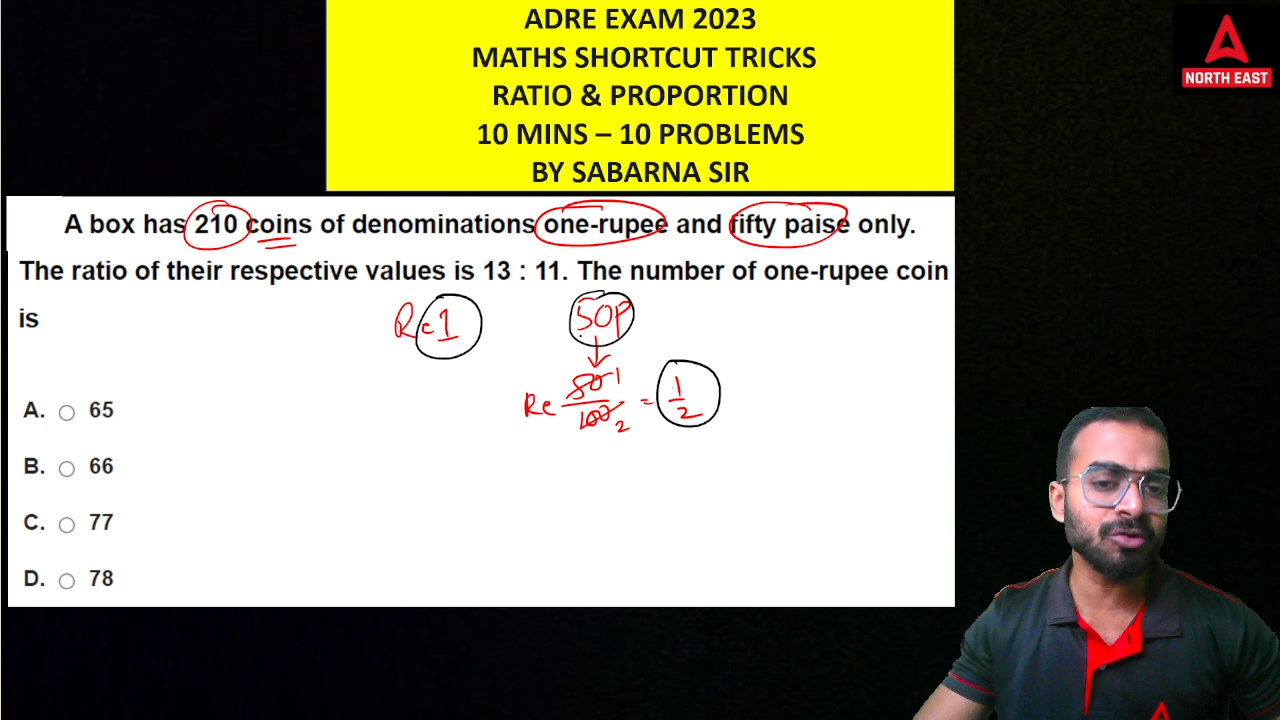 ADRE EXAM 2023
MATHS SHORTCUT TRICKS
RATIO & PROPORTION
10 MINS – 10 PROBLEMS
BY SABARNA SIR
NORTH EAST
A box has 210 coins of denominations one-rupee and fifty paise only.
The ratio of their respective values is 13 : 11. The number of one-rupee coin
is
Re 1
50p
Re 50/100 1/2 = 1/2
A. 65
B. 66
C. 77
D. 78